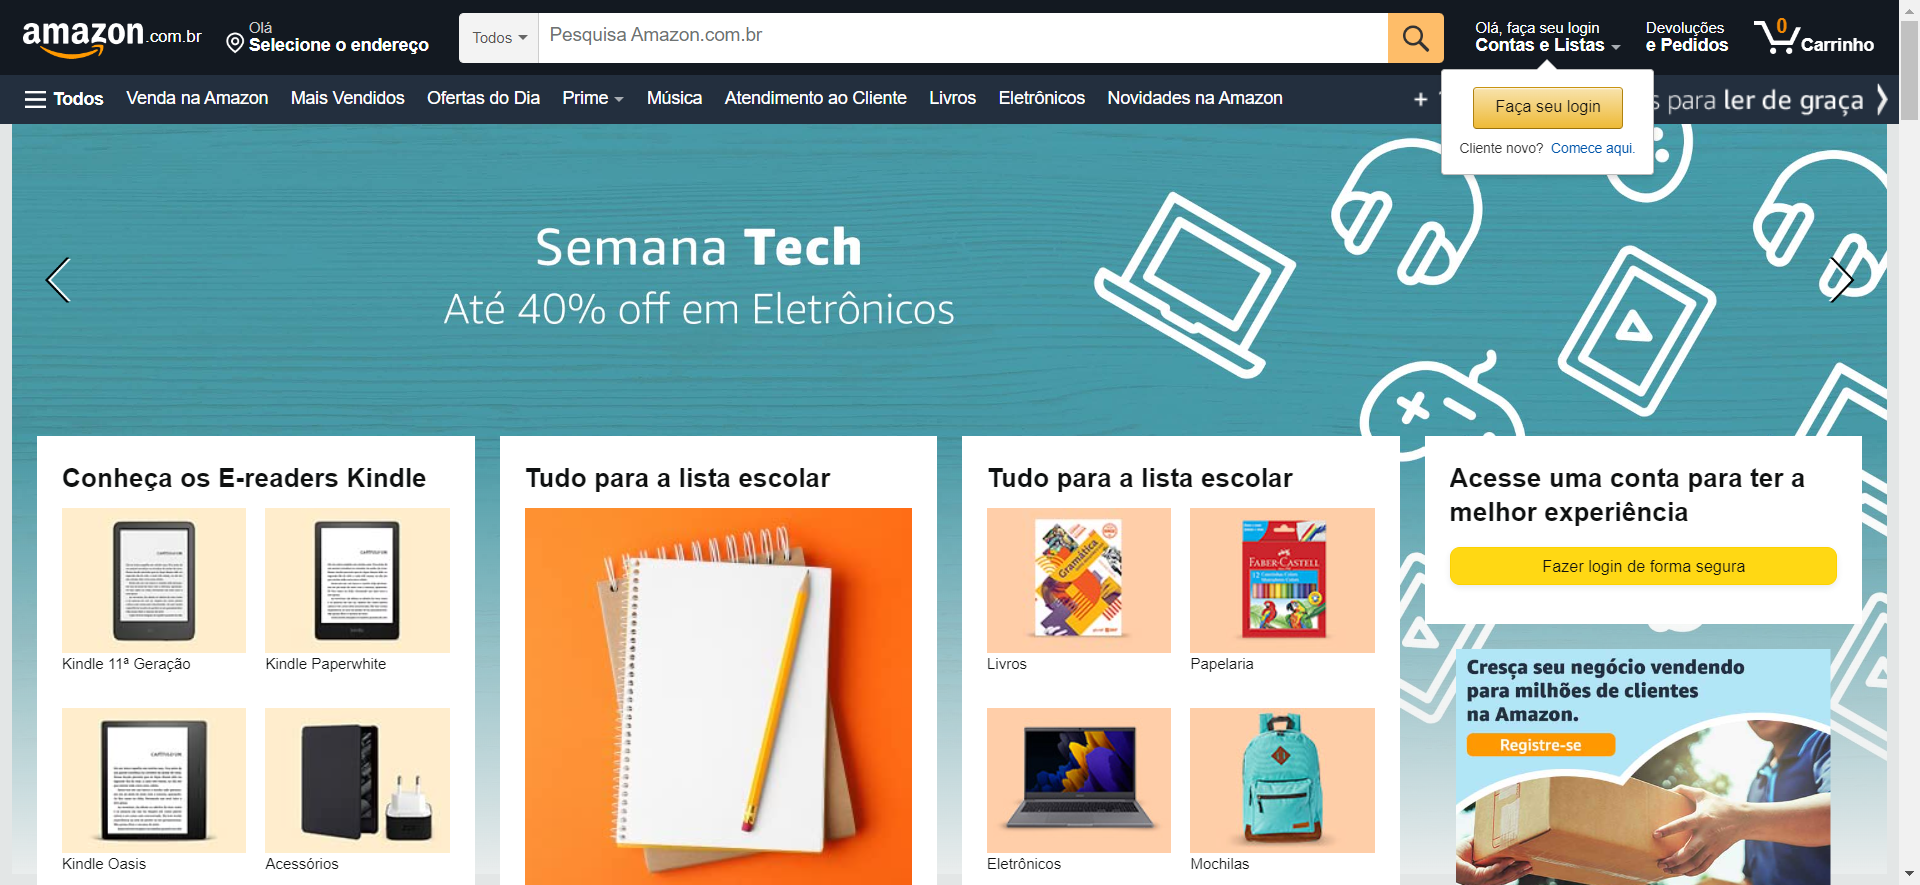 amazon.com.br
Olá
Selecione o endereço
Todos
Pesquisa Amazon.com.br
Olá, faça seu login
Contas e Listas
Devoluções
e Pedidos
0
Carrinho
Todos
Venda na Amazon
Mais Vendidos
Ofertas do Dia
Prime
Música
Atendimento ao Cliente
Livros
Eletrônicos
Novidades na Amazon
para ler de graça
Faça seu login
Cliente novo? Comece aqui.
Semana Tech
Até 40% off em Eletrônicos
Conheça os E-readers Kindle
Kindle 11ª Geração
Kindle Paperwhite
Kindle Oasis
Acessórios
Tudo para a lista escolar
Tudo para a lista escolar
Gramática
FABER-CASTELL
Livros
Papelaria
Eletrônicos
Mochilas
Acesse uma conta para ter a
melhor experiência
Fazer login de forma segura
Cresça seu negócio vendendo
para milhões de clientes
na Amazon.
Registre-se